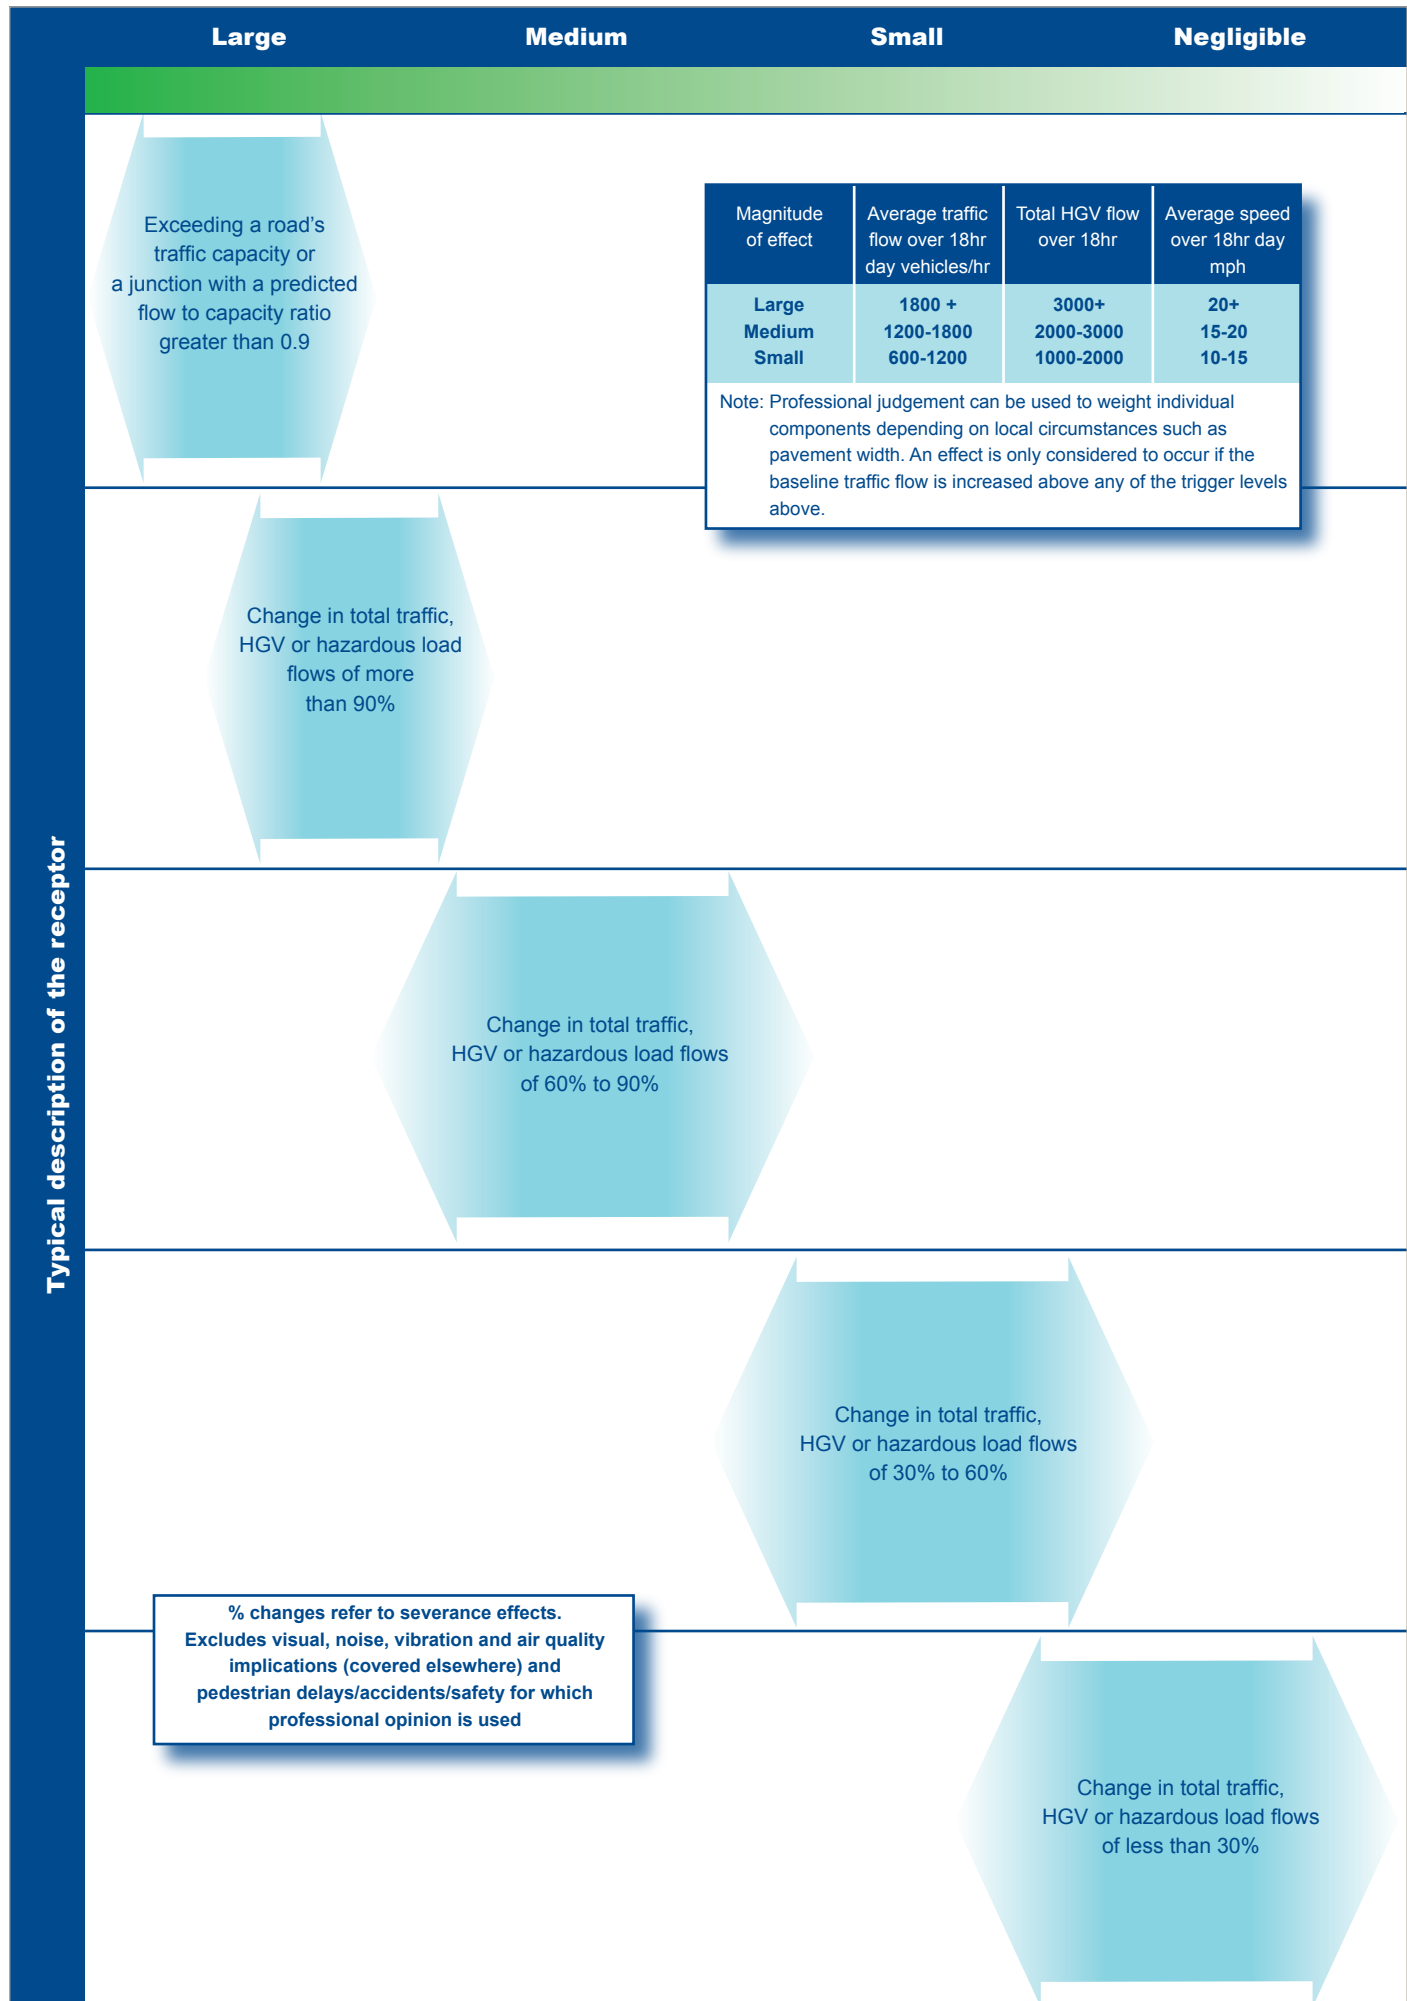 Large Medium Small Negligible
Typical description of the receptor
Exceeding a road's
traffic capacity or
a junction with a predicted
flow to capacity ratio
greater than 0.9
Magnitude
of effect
Average traffic
flow over 18hr
day vehicles/hr
Total HGV flow
over 18hr
Average speed
over 18hr day
mph
Large 1800 + 3000+ 20+
Medium 1200-1800 2000-3000 15-20
Small 600-1200 1000-2000 10-15
Note: Professional judgement can be used to weight individual
components depending on local circumstances such as
pavement width. An effect is only considered to occur if the
baseline traffic flow is increased above any of the trigger levels
above.
Change in total traffic,
HGV or hazardous load
flows of more
than 90%
Change in total traffic,
HGV or hazardous load flows
of 60% to 90%
Change in total traffic,
HGV or hazardous load flows
of 30% to 60%
% changes refer to severance effects.
Excludes visual, noise, vibration and air quality
implications (covered elsewhere) and
pedestrian delays/accidents/safety for which
professional opinion is used
Change in total traffic,
HGV or hazardous load flows
of less than 30%